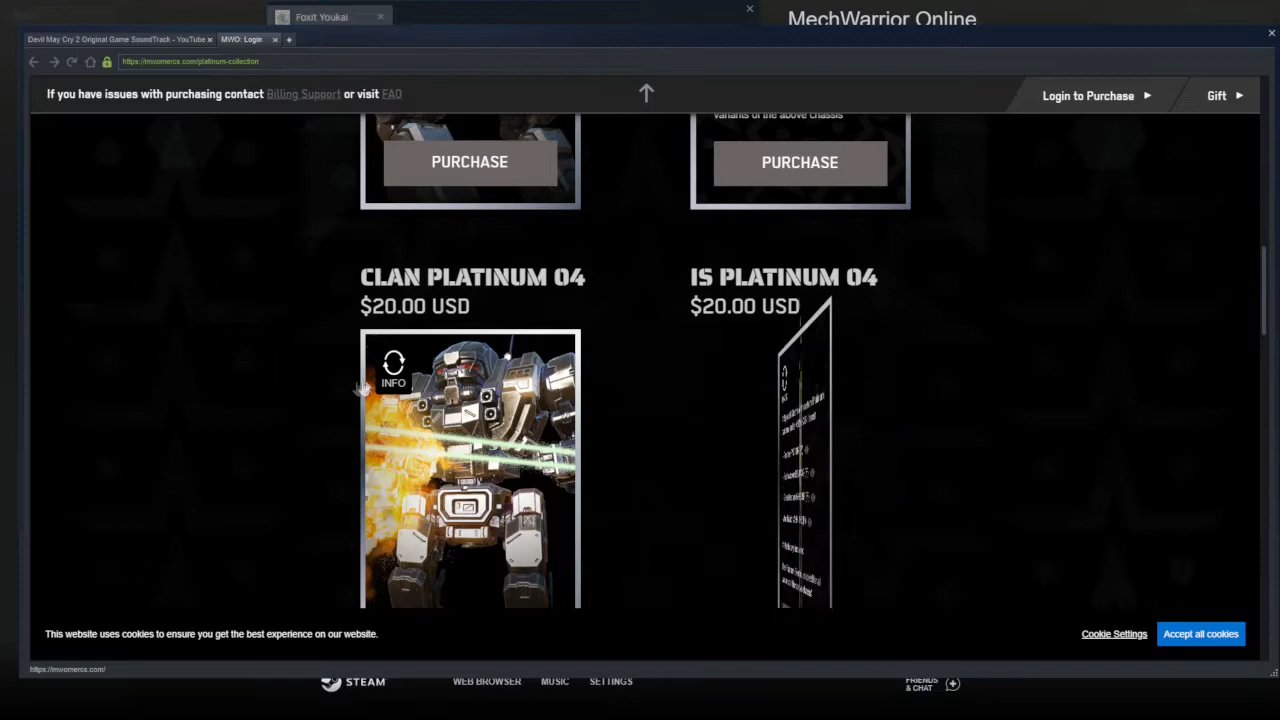 Foxit Youkai
MechWarrior Online
Devil May Cry 2 Original Game SoundTrack - YouTube
MWO: Login
https://mwomercs.com/platinum-collection
If you have issues with purchasing contact Billing Support or visit FAQ
Login to Purchase
Gift
variants of the above chassis
PURCHASE
PURCHASE
CLAN PLATINUM 04
IS PLATINUM 04
$20.00 USD
$20.00 USD
INFO
This website uses cookies to ensure you get the best experience on our website.
Cookie Settings
Accept all cookies
https://mwomercs.com/
STEAM
WEB BROWSER
MUSIC
SETTINGS
FRIENDS
& CHAT